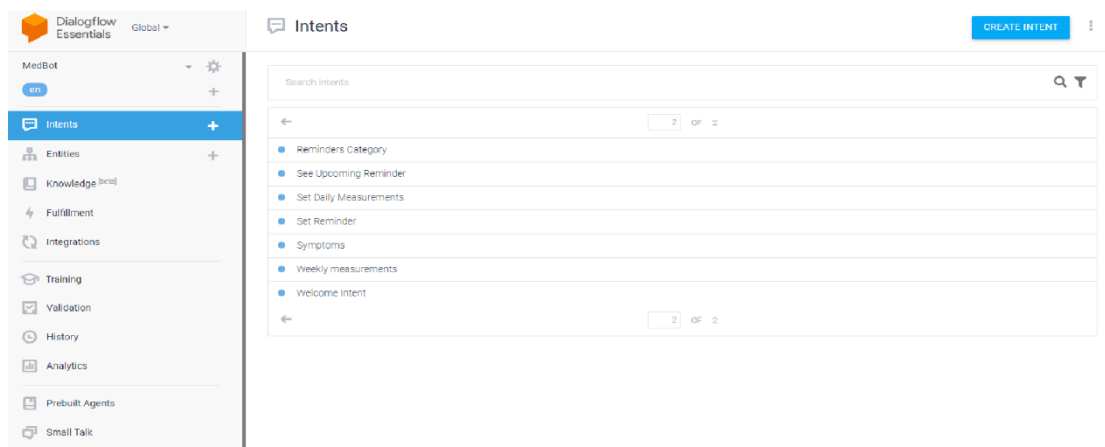 Dialogflow
Essentials
Global
Intents
CREATE INTENT
MedBot
en
Search intents
Intents
2 OF 2
Entities
Reminders Category
Knowledge [beta]
See Upcoming Reminder
Fulfillment
Set Daily Measurements
Set Reminder
Integrations
Symptoms
Weekly measurements
Training
Welcome Intent
Validation
2 OF 2
History
Analytics
Prebuilt Agents
Small Talk